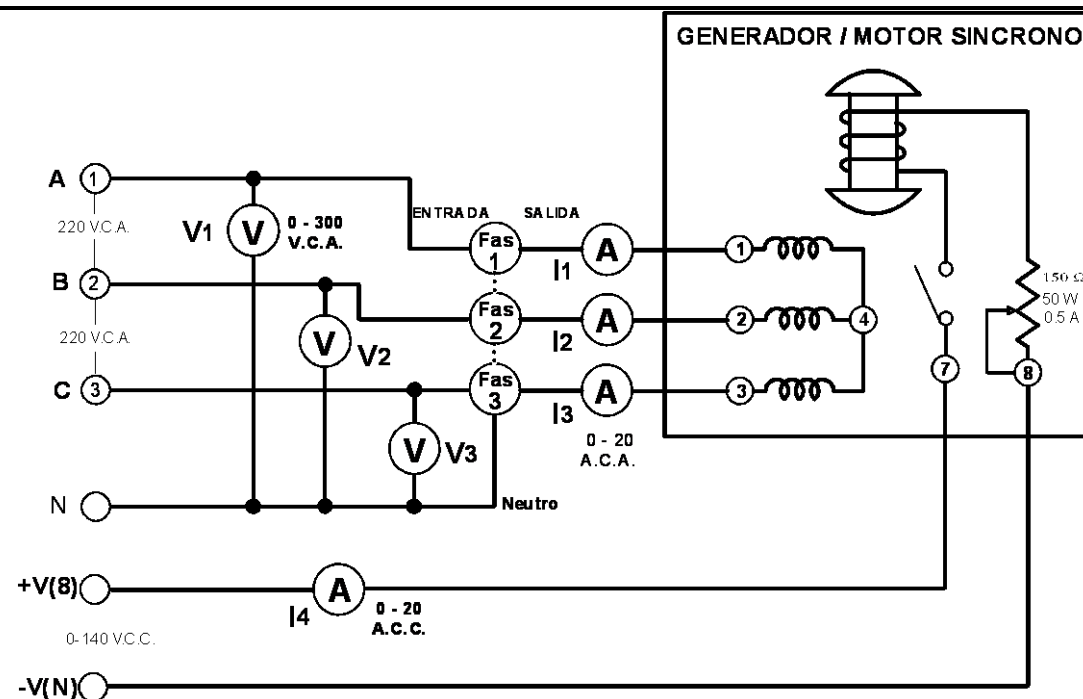 GENERADOR / MOTOR SINCRONO
A 1
220 V.C.A.
V1 V 0 - 300
V.C.A.
ENTRADA SALIDA
Fas 1
I1 A
1
B 2
220 V.C.A.
V V2
Fas 2
I2 A
2
4
C 3
V V3
Fas 3
I3 A
0 - 20
A.C.A.
3
150 Ω
50 W
0.5 A
7
8
N
Neutro
+V(8)
I4 A 0 - 20
A.C.C.
0-140 V.C.C.
-V(N)